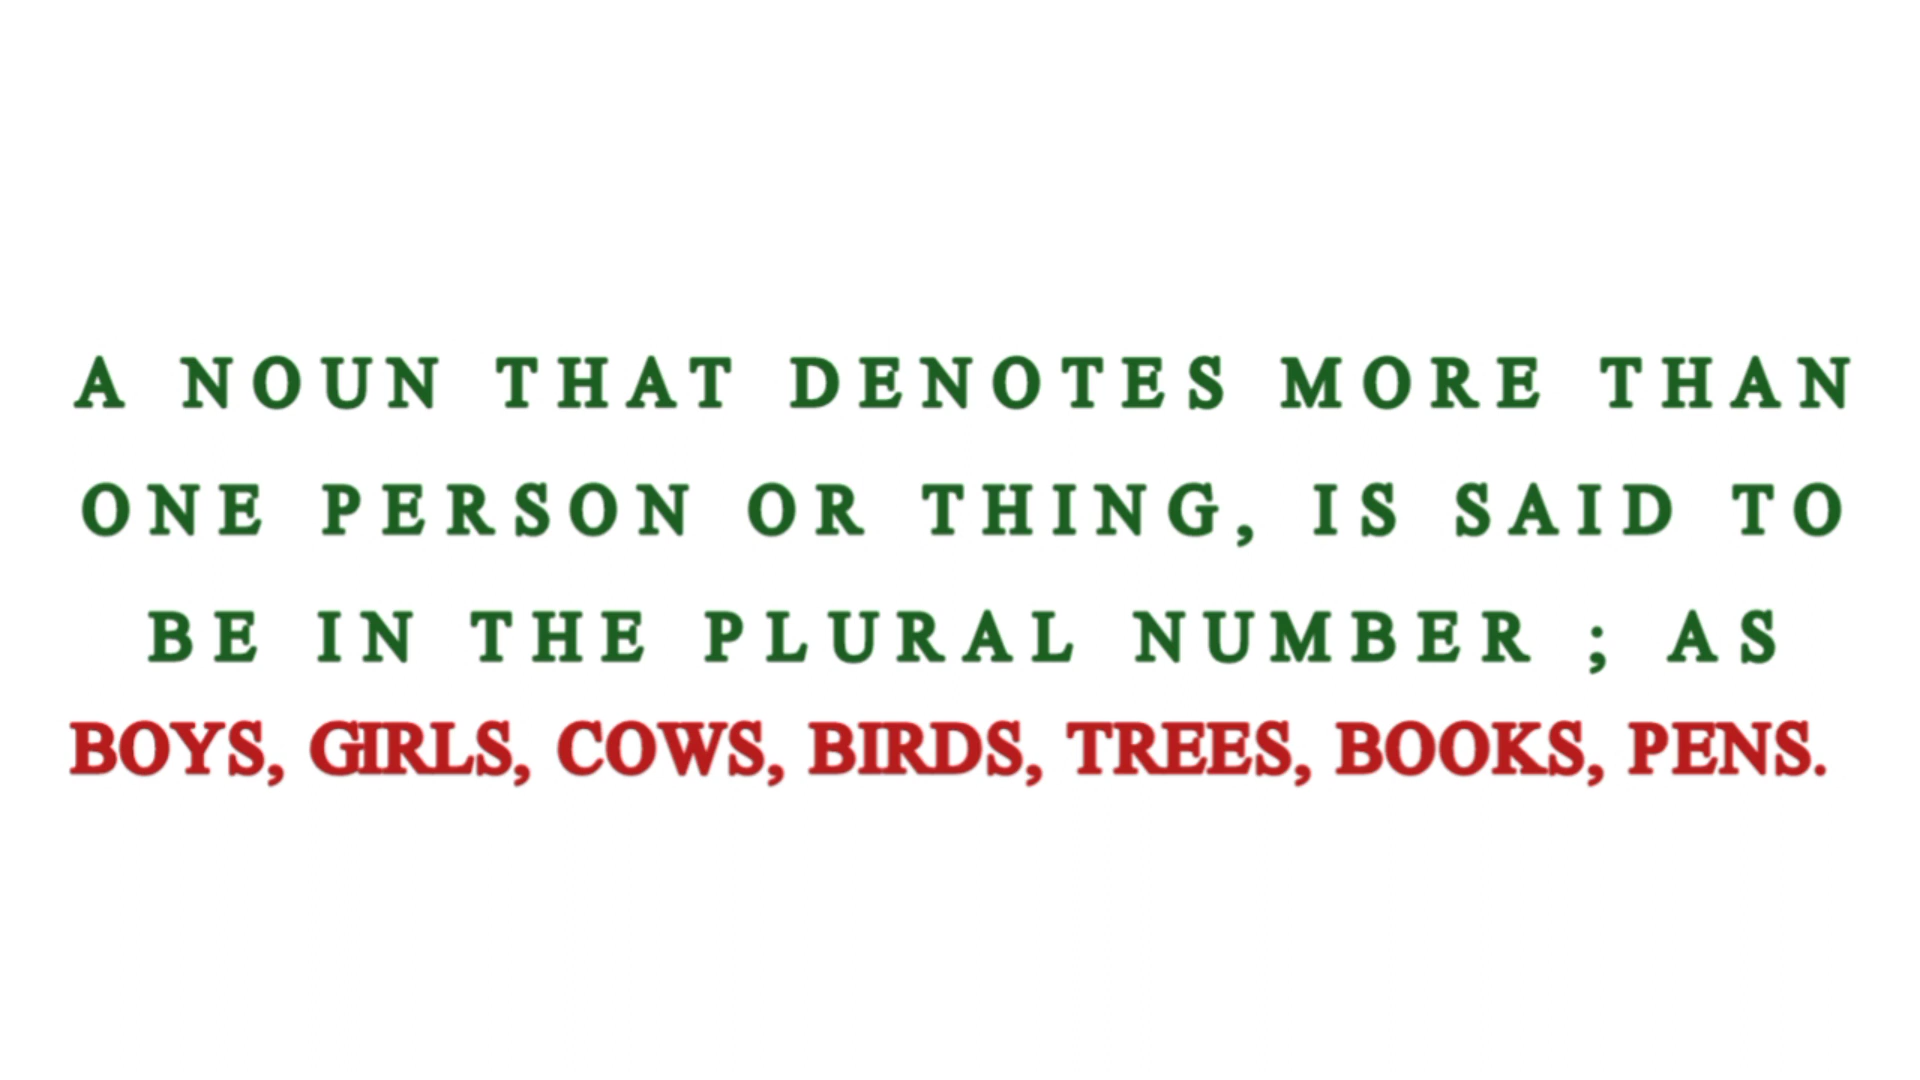 A NOUN THAT DENOTES MORE THAN
ONE PERSON OR THING, IS SAID TO
BE IN THE PLURAL NUMBER ; AS
BOYS, GIRLS, COWS, BIRDS, TREES, BOOKS, PENS.